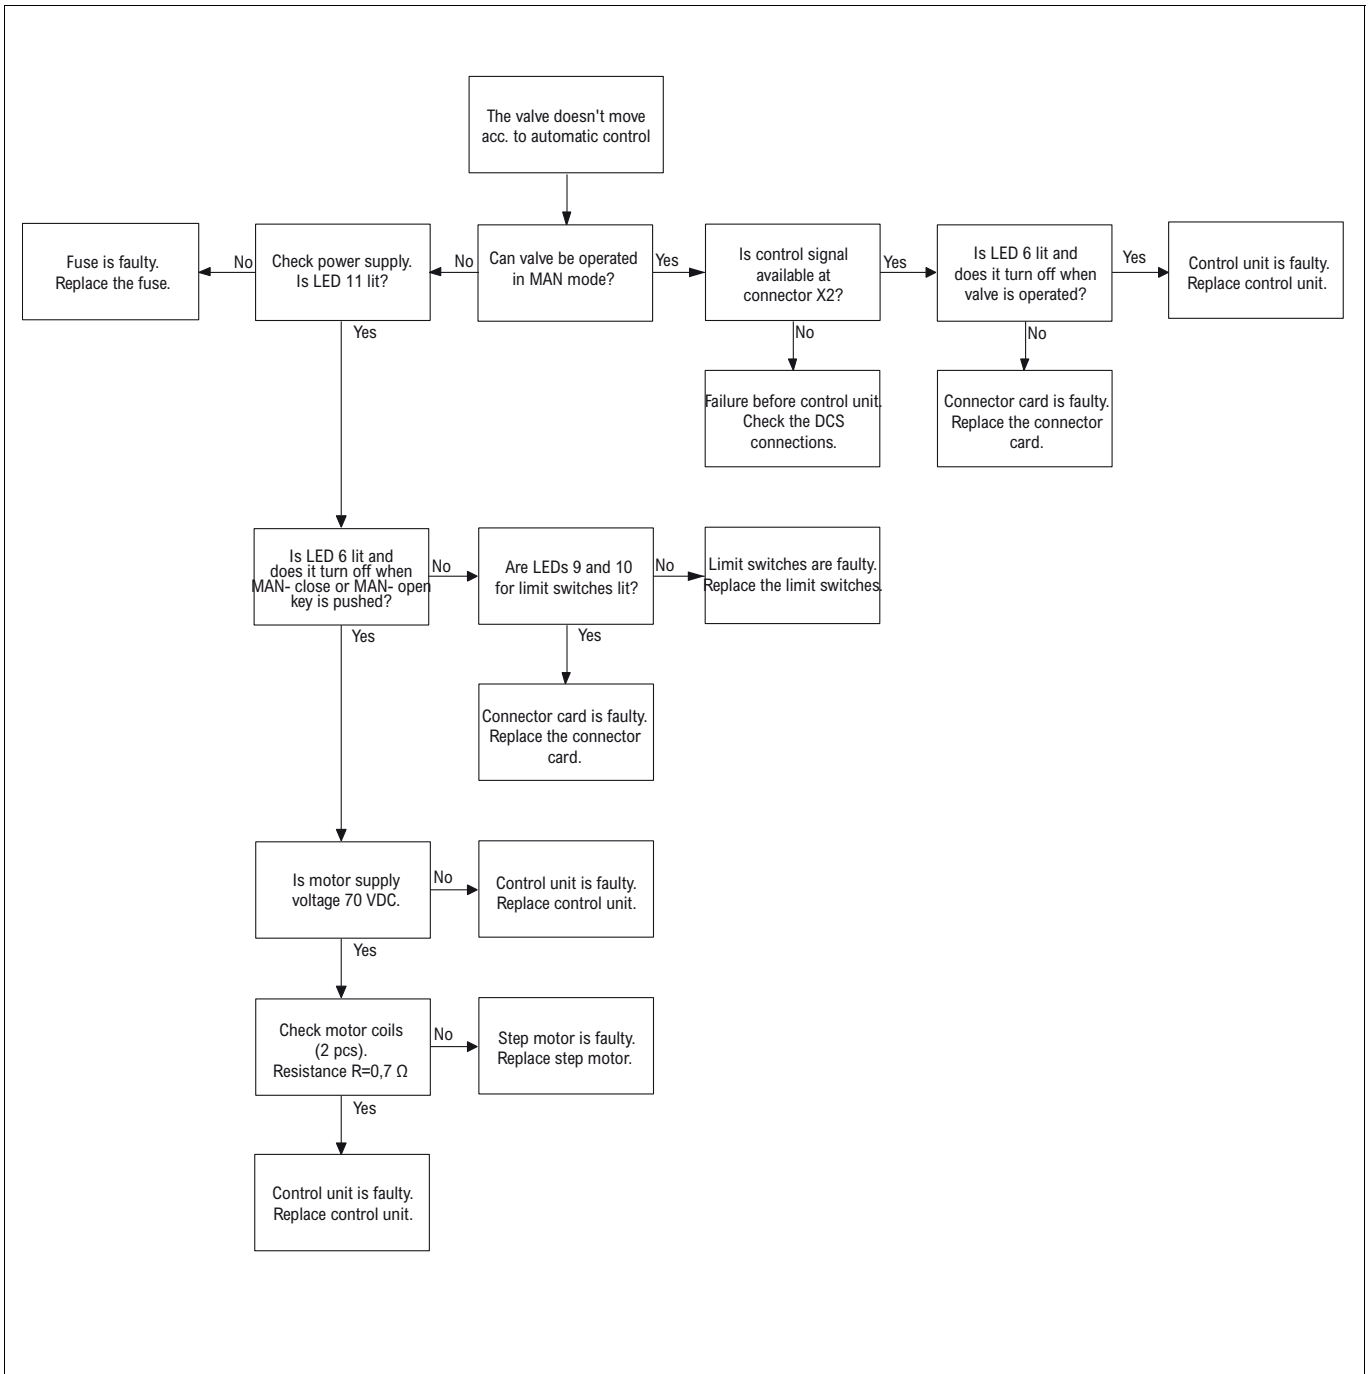 The valve doesn't move
acc. to automatic control
Fuse is faulty.
Replace the fuse.
No
Check power supply.
Is LED 11 lit?
No
Can valve be operated
in MAN mode?
Yes
Is control signal
available at
connector X2?
Yes
Is LED 6 lit and
does it turn off when
valve is operated?
Yes
Control unit is faulty.
Replace control unit.
Yes
No
No
Failure before control unit.
Check the DCS
connections.
Connector card is faulty.
Replace the connector
card.
Is LED 6 lit and
does it turn off when
MAN- close or MAN- open
key is pushed?
No
Are LEDs 9 and 10
for limit switches lit?
No
Limit switches are faulty.
Replace the limit switches.
Yes
Yes
Connector card is faulty.
Replace the connector
card.
Is motor supply
voltage 70 VDC.
No
Control unit is faulty.
Replace control unit.
Yes
Check motor coils
(2 pcs).
Resistance R=0,7 Ω
No
Step motor is faulty.
Replace step motor.
Yes
Control unit is faulty.
Replace control unit.